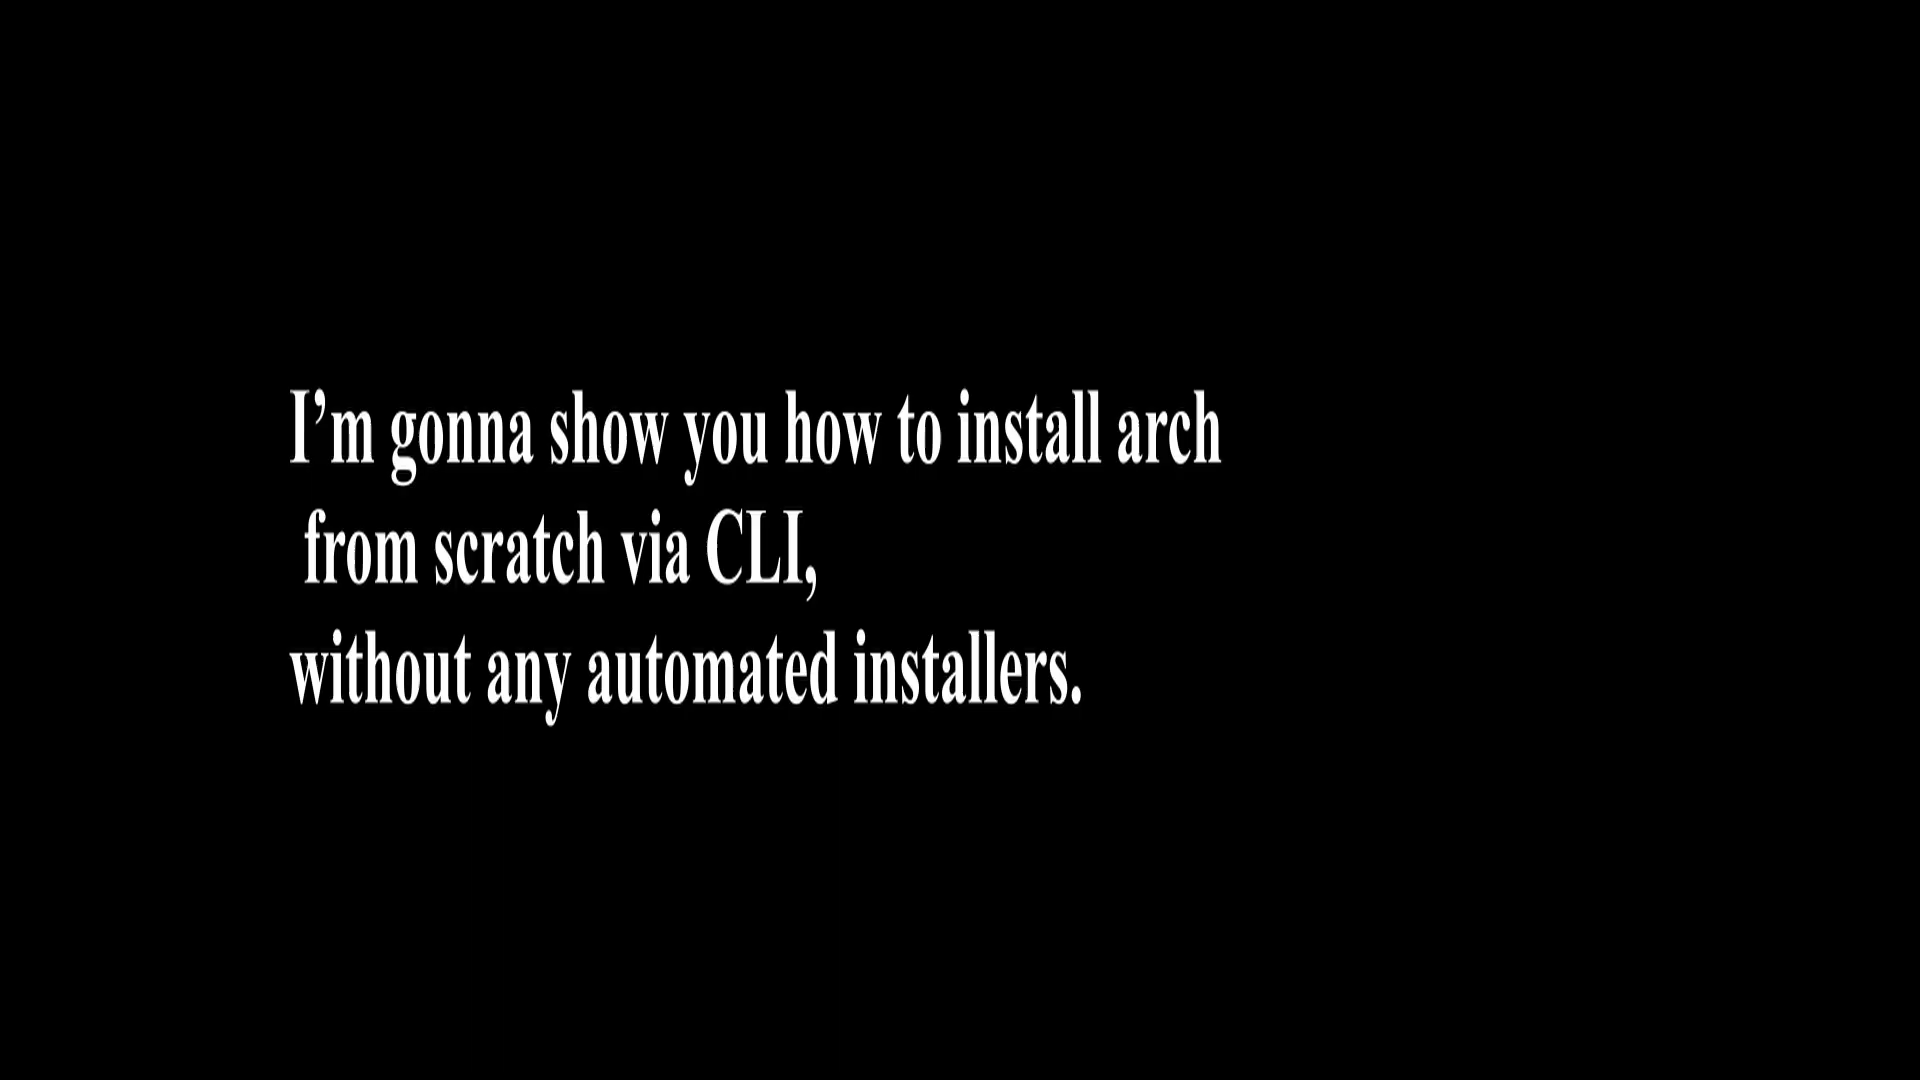 I’m gonna show you how to install arch
from scratch via CLI,
without any automated installers.